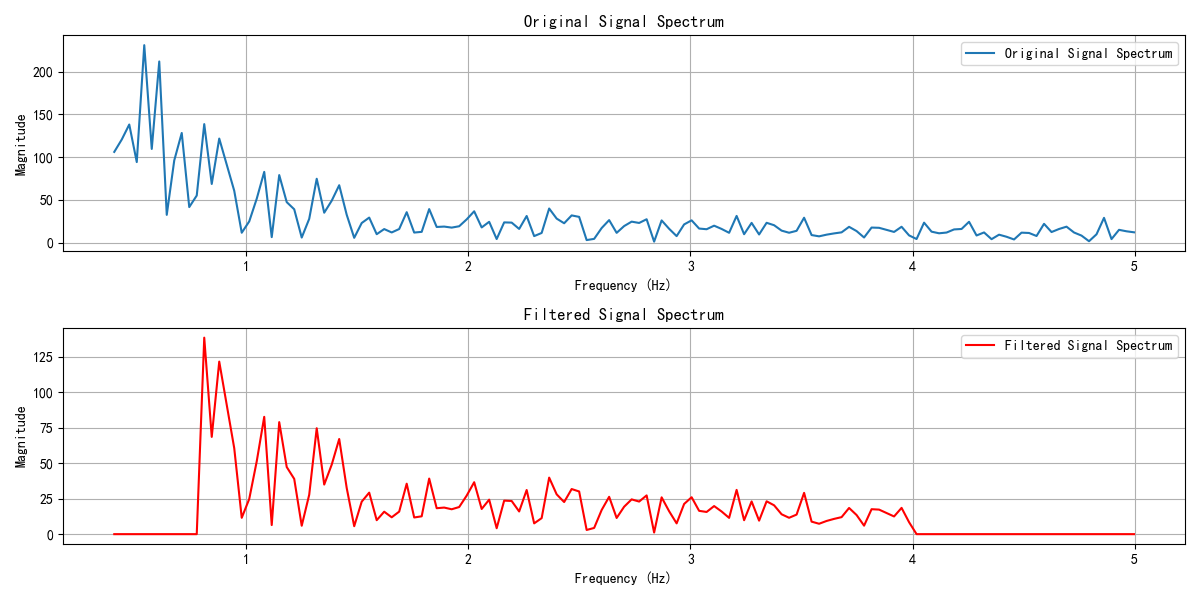 Original Signal Spectrum
Original Signal Spectrum
Magnitude
200
150
100
50
0
1 2 3 4 5
Frequency (Hz)
Filtered Signal Spectrum
Filtered Signal Spectrum
Magnitude
125
100
75
50
25
0
1 2 3 4 5
Frequency (Hz)